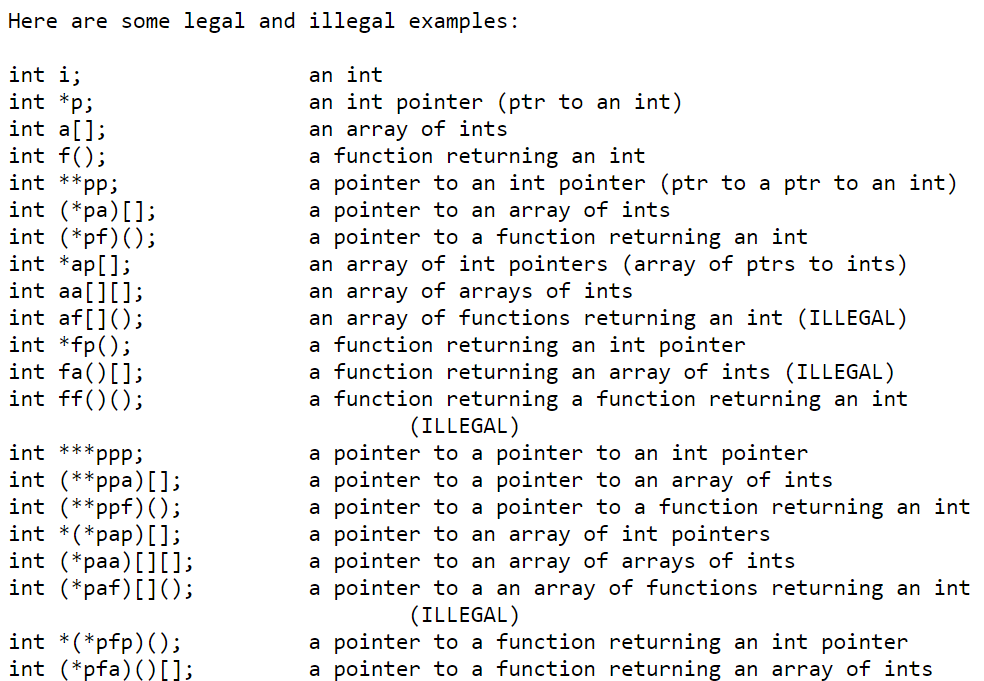 Here are some legal and illegal examples:
int i; an int
int *p; an int pointer (ptr to an int)
int a[]; an array of ints
int f(); a function returning an int
int **pp; a pointer to an int pointer (ptr to a ptr to an int)
int (*pa)[]; a pointer to an array of ints
int (*pf)(); a pointer to a function returning an int
int *ap[]; an array of int pointers (array of ptrs to ints)
int aa[][]; an array of arrays of ints
int af[](); an array of functions returning an int (ILLEGAL)
int *fp(); a function returning an int pointer
int fa()[]; a function returning an array of ints (ILLEGAL)
int ff()(); a function returning a function returning an int
(ILLEGAL)
int ***ppp; a pointer to a pointer to an int pointer
int (**ppa)[]; a pointer to a pointer to an array of ints
int (**ppf)(); a pointer to a pointer to a function returning an int
int *(*pap)[]; a pointer to an array of int pointers
int (*paa)[][]; a pointer to an array of arrays of ints
int (*paf)[](); a pointer to a an array of functions returning an int
(ILLEGAL)
int *(*pfp)(); a pointer to a function returning an int pointer
int (*pfa)()[]; a pointer to a function returning an array of ints